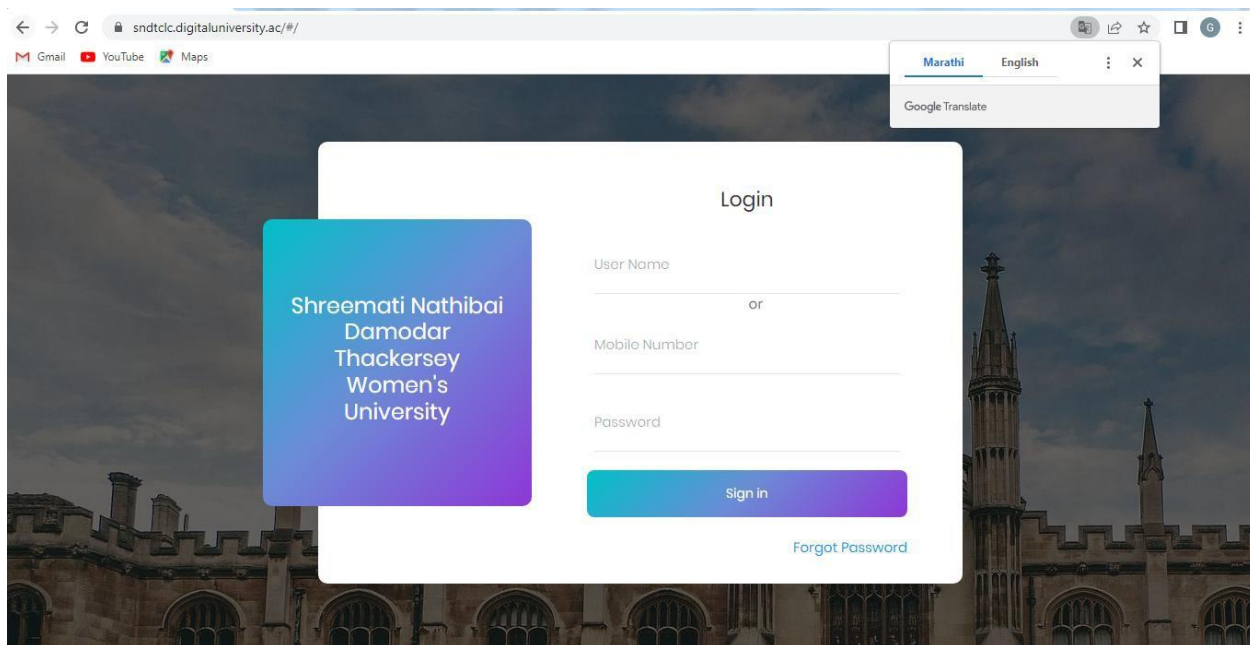 sndtclc.digitaluniversity.ac/#/
G
Gmail YouTube Maps
Marathi English
Google Translate
Login
Shreemati Nathibai
Damodar
Thackersey
Women's
University
User Name
or
Mobile Number
Password
Sign in
Forgot Password